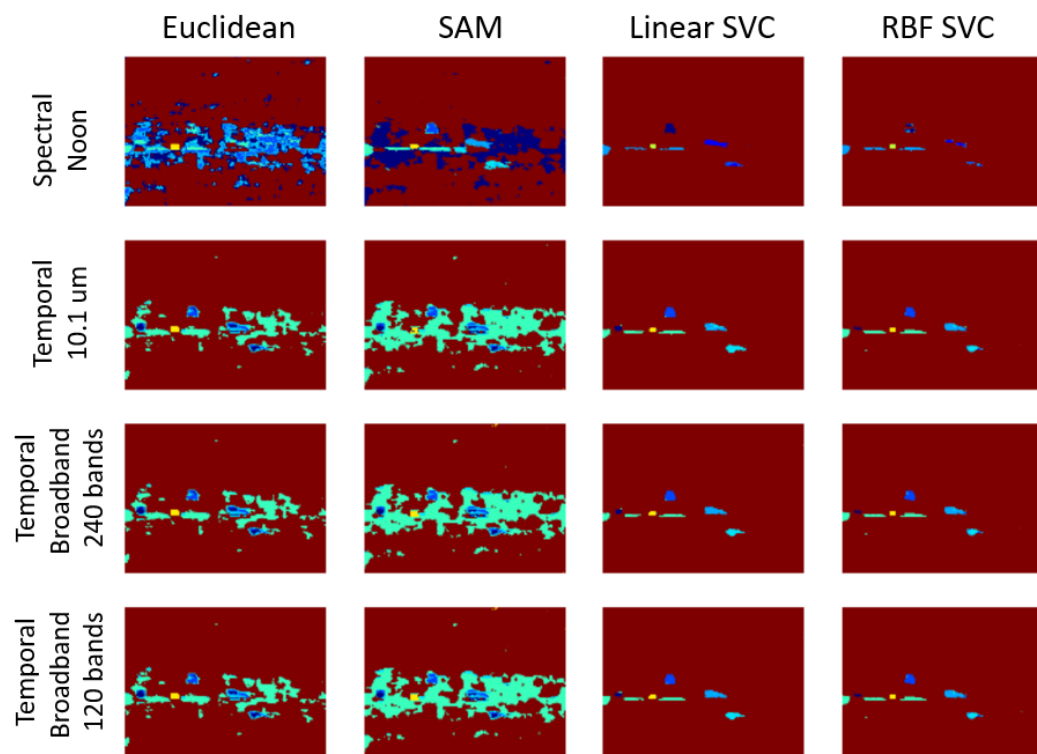 Euclidean SAM Linear SVC RBF SVC
Spectral
Noon
Temporal
10.1 um
Temporal
Broadband
240 bands
Temporal
Broadband
120 bands